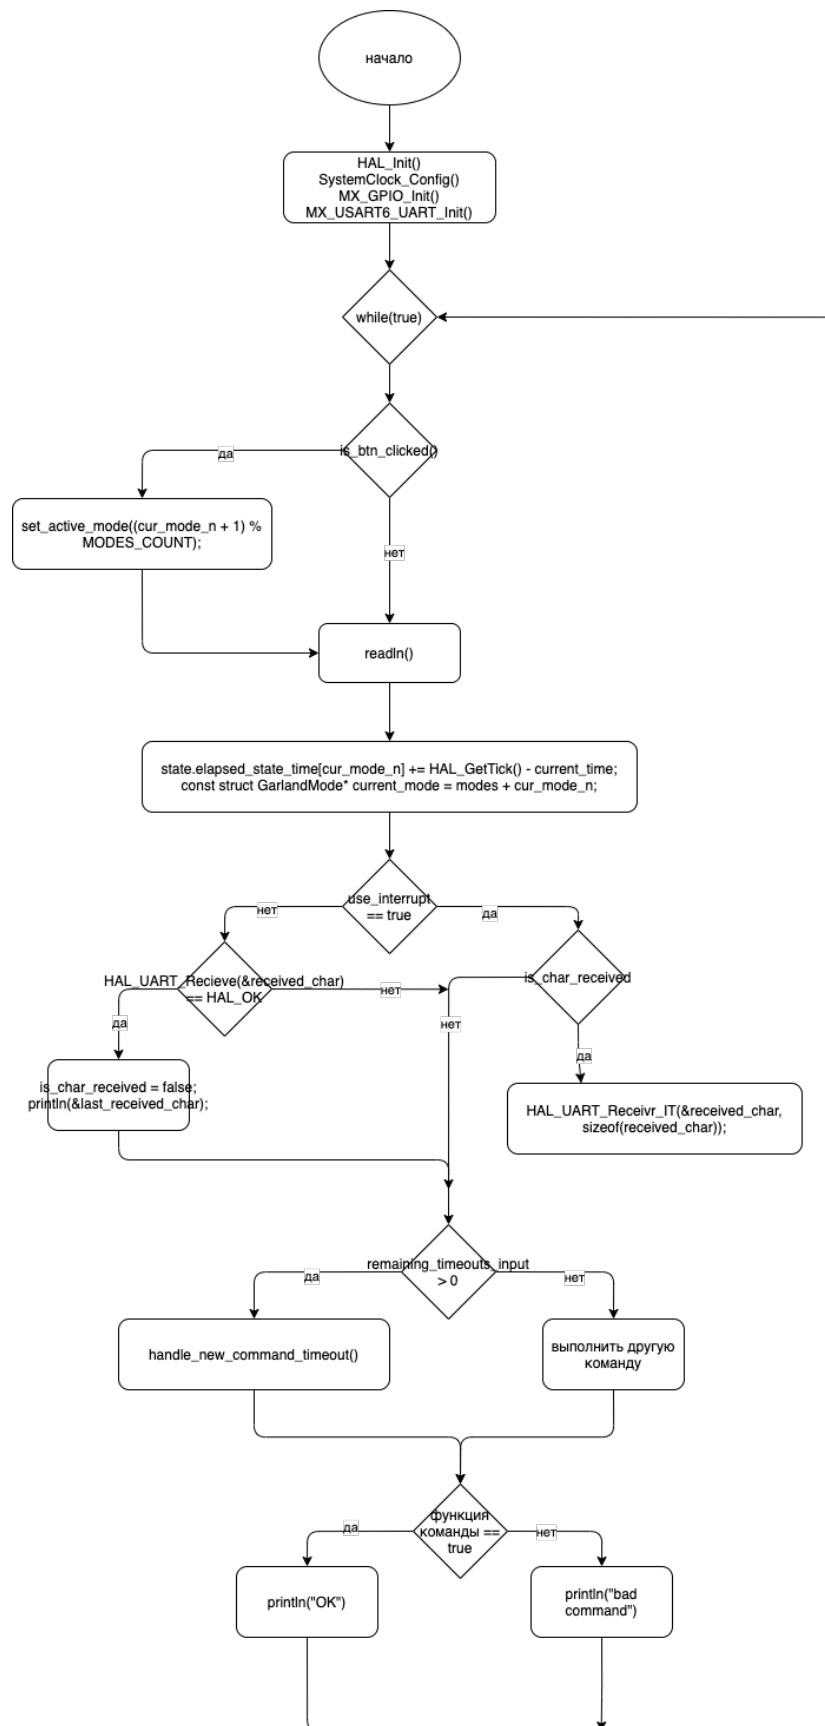 начало
HAL_Init()
SystemClock_Config()
MX_GPIO_Init()
MX_USART6_UART_Init()
while(true)
is_btn_clicked()
да
set_active_mode((cur_mode_n + 1) %
MODES_COUNT);
нет
readln()
state.elapsed_state_time[cur_mode_n] += HAL_GetTick() - current_time;
const struct GarlandMode* current_mode = modes + cur_mode_n;
use_interrupt
== true
нет
да
HAL_UART_Recieve(&received_char)
== HAL_OK
is_char_received
нет
да
нет
да
is_char_received = false;
println(&last_received_char);
HAL_UART_Receivr_IT(&received_char,
sizeof(received_char));
remaining_timeouts_input
> 0
да
нет
handle_new_command_timeout()
выполнить другую
команду
функция
команды ==
true
да
нет
println("OK")
println("bad
command")